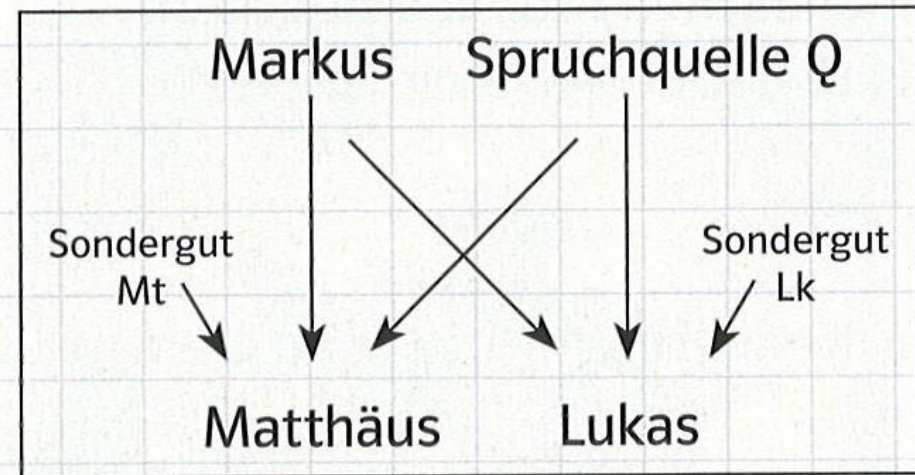 Markus Spruchquelle Q
Sondergut
Mt
Sondergut
Lk
Matthäus Lukas